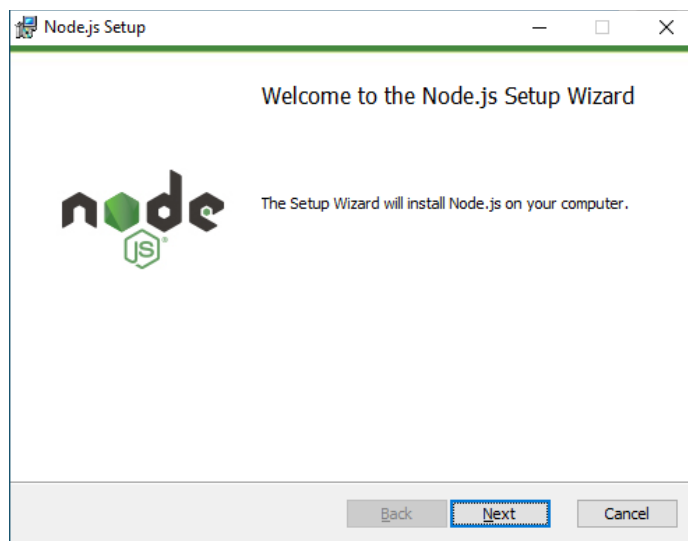 Node.js Setup
Welcome to the Node.js Setup Wizard
node
JS®
The Setup Wizard will install Node.js on your computer.
Back Next Cancel